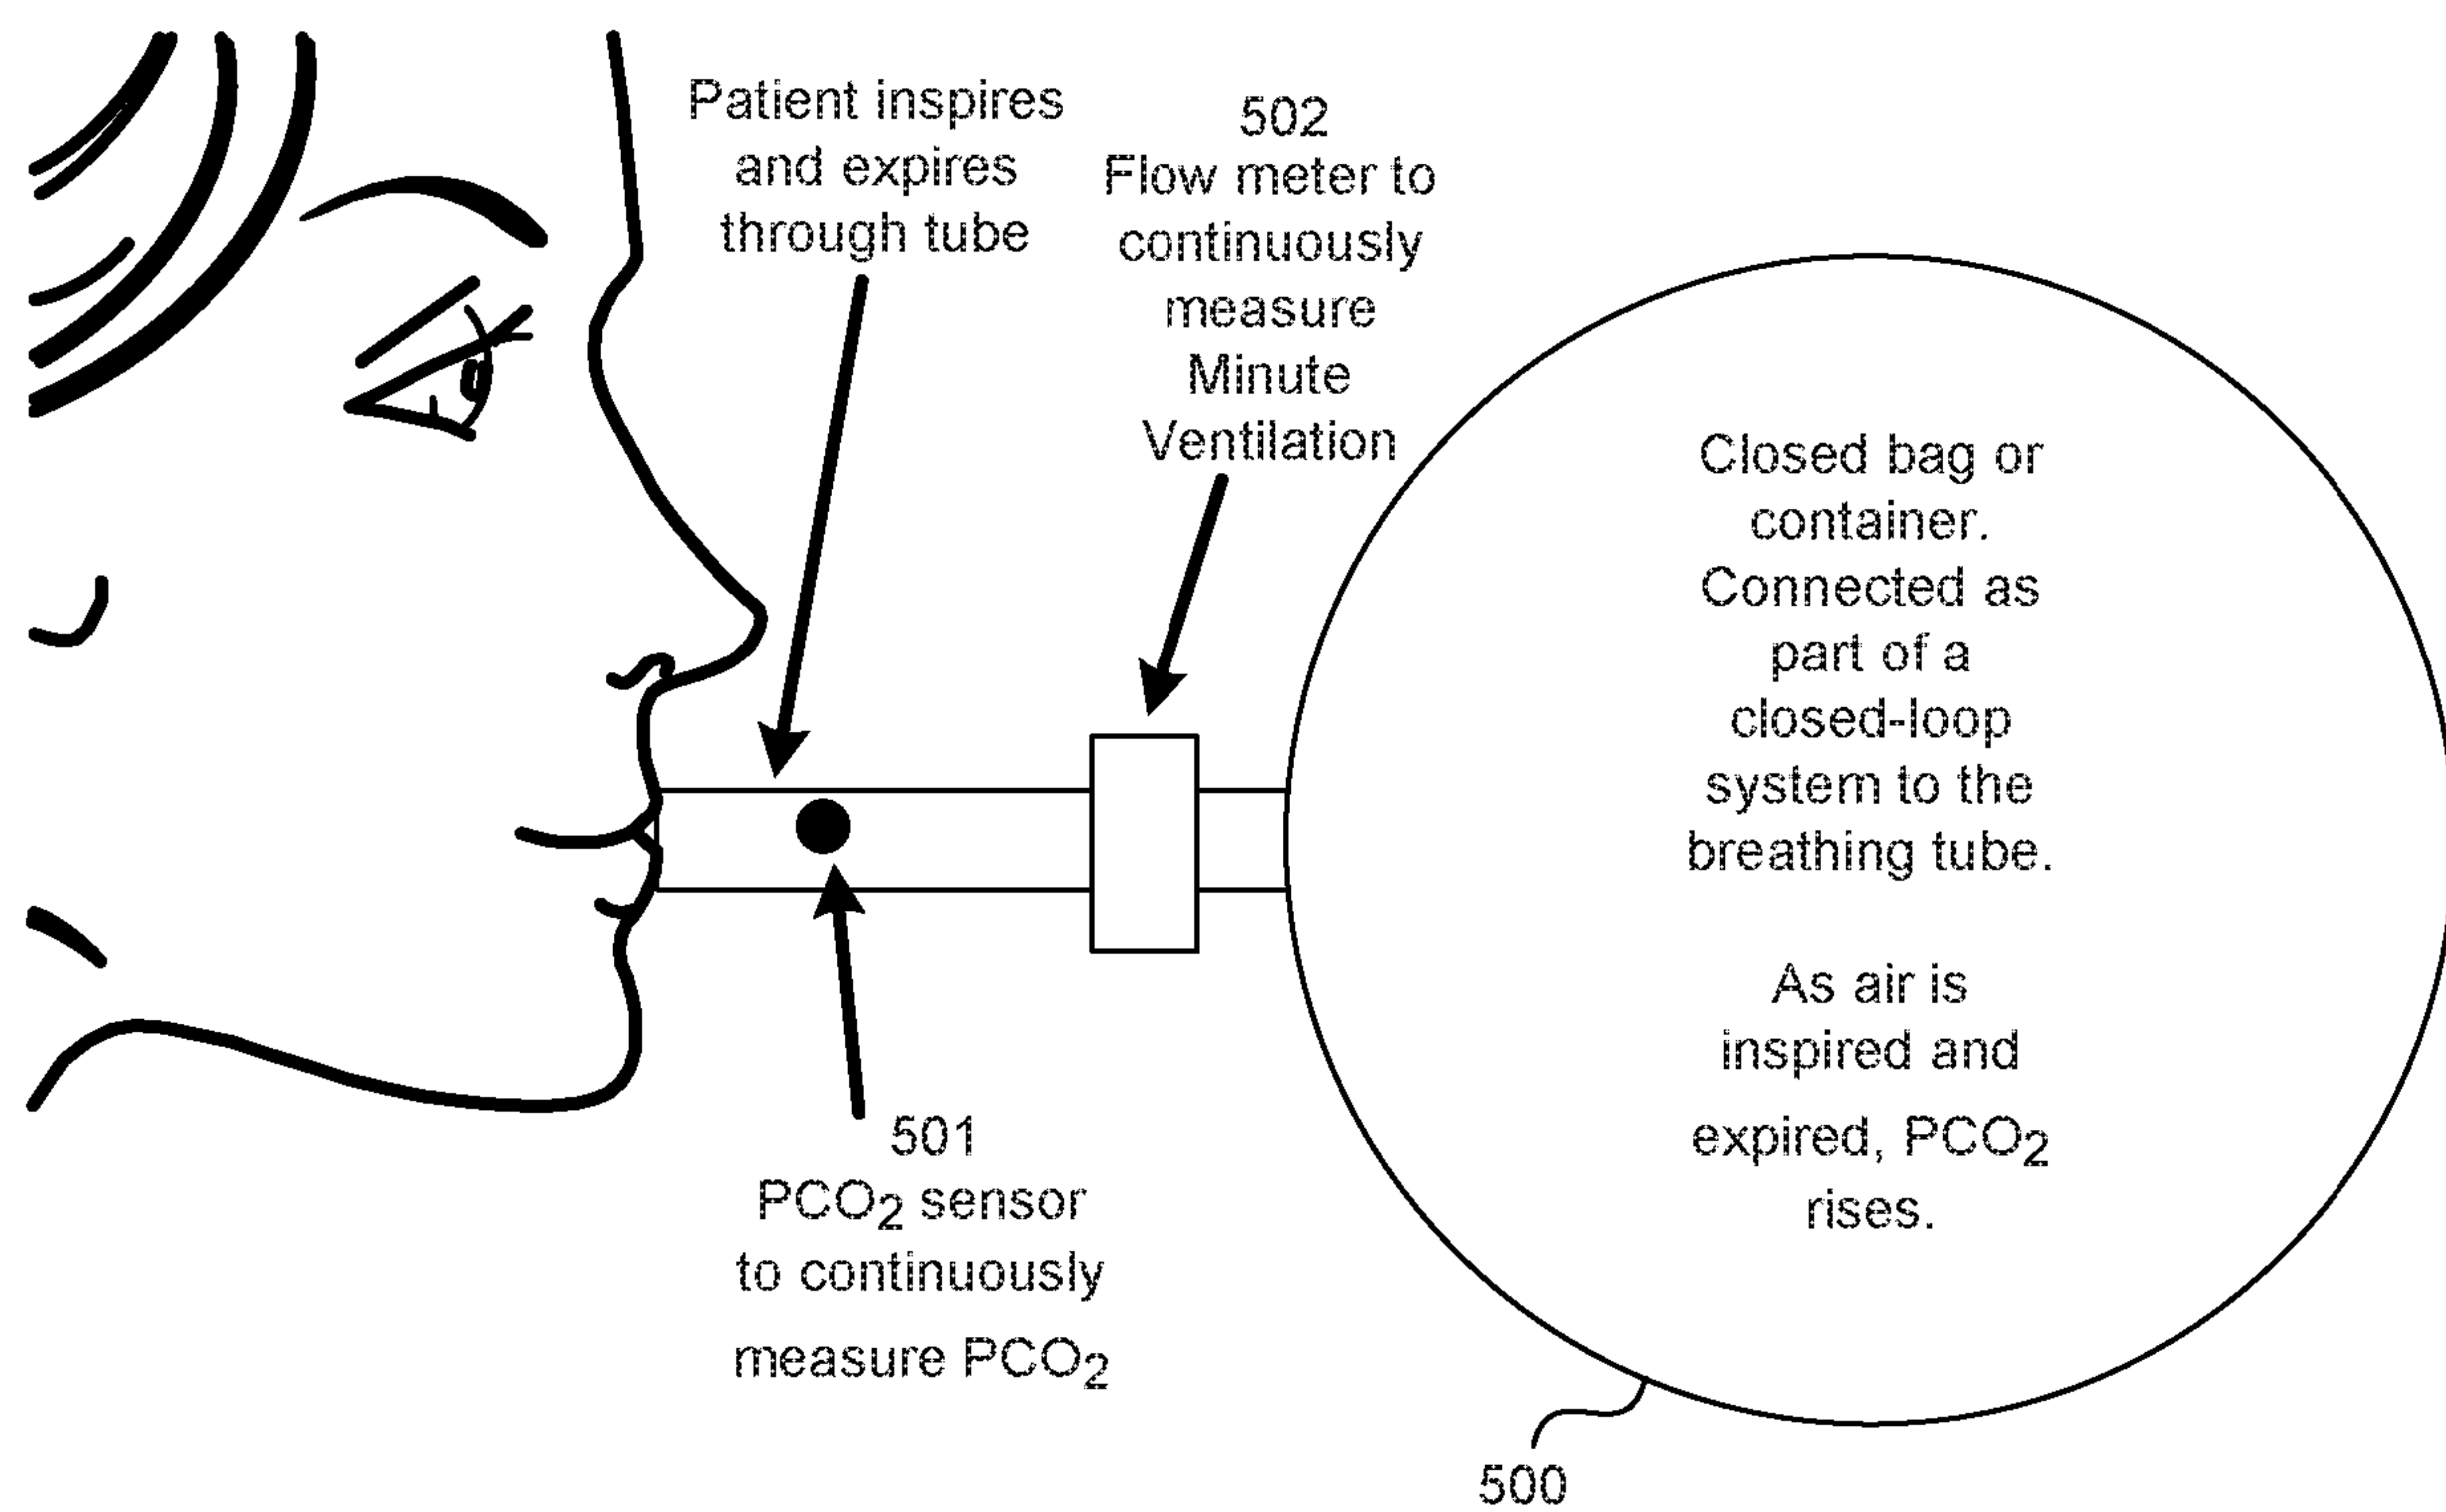 Patient inspires
and expires
through tube
502
Flow meter to
continuously
measure
Minute
Ventilation
Closed bag or
container.
Connected as
part of a
closed-loop
system to the
breathing tube.
As air is
inspired and
expired, PCO₂
rises.
501
PCO₂ sensor
to continuously
measure PCO₂
500